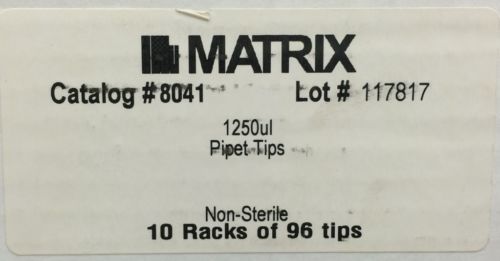 MATRIX
Catalog #8041 Lot # 117817
1250ul
Pipet Tips
Non-Sterile
10 Racks of 96 tips